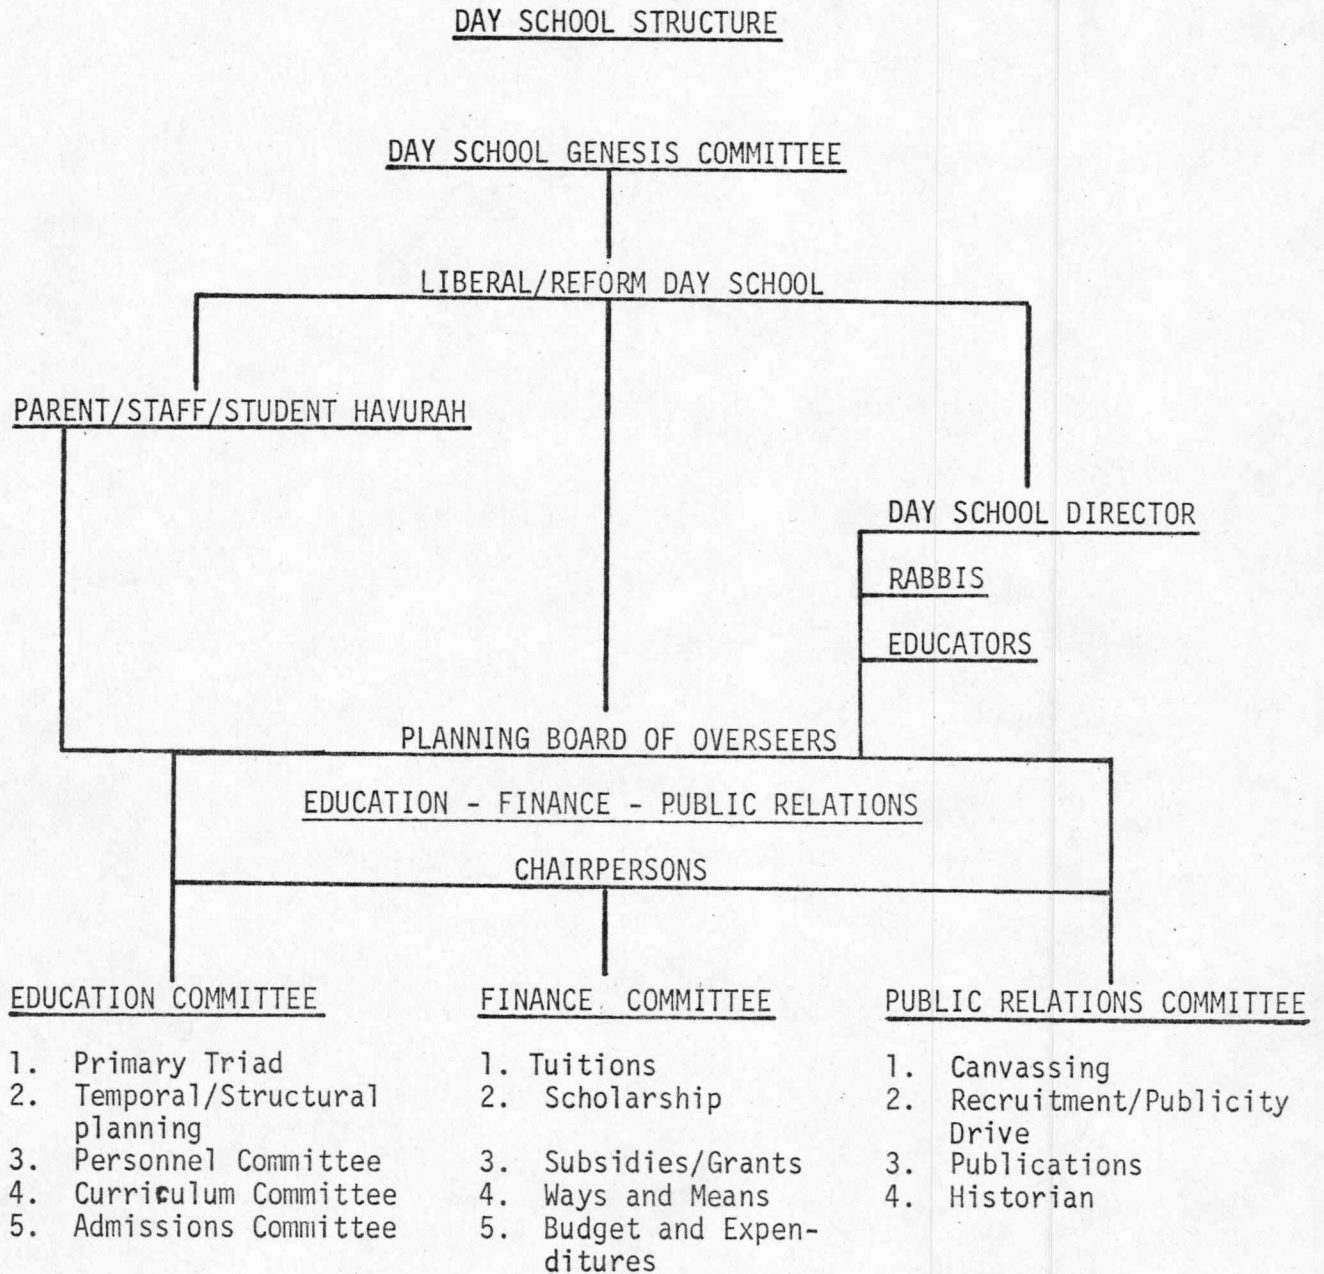 DAY SCHOOL STRUCTURE
DAY SCHOOL GENESIS COMMITTEE
LIBERAL/REFORM DAY SCHOOL
PARENT/STAFF/STUDENT HAVURAH
DAY SCHOOL DIRECTOR
RABBIS
EDUCATORS
PLANNING BOARD OF OVERSEERS
EDUCATION - FINANCE - PUBLIC RELATIONS
CHAIRPERSONS
EDUCATION COMMITTEE
1. Primary Triad
2. Temporal/Structural
planning
3. Personnel Committee
4. Curriculum Committee
5. Admissions Committee
FINANCE COMMITTEE
1. Tuitions
2. Scholarship
3. Subsidies/Grants
4. Ways and Means
5. Budget and Expen-
ditures
PUBLIC RELATIONS COMMITTEE
1. Canvassing
2. Recruitment/Publicity
Drive
3. Publications
4. Historian